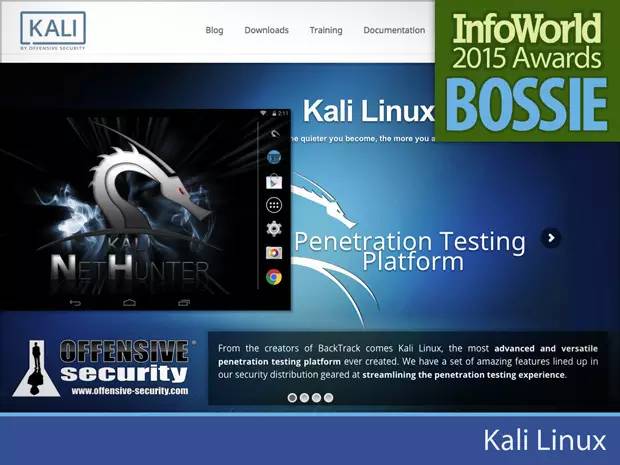 KALI
BY OFFENSIVE SECURITY
Blog
Downloads
Training
Documentation
InfoWorld
2015 Awards
BOSSIE
Kali Linux
quieter you become, the more you
2:11
KALI
NETHUNTER
Penetration Testing
Platform
OFFENSIVE
security
www.offensive-security.com
From the creators of BackTrack comes Kali Linux, the most advanced and versatile
penetration testing platform ever created. We have a set of amazing features lined up in
our security distribution geared at streamlining the penetration testing experience.
Kali Linux